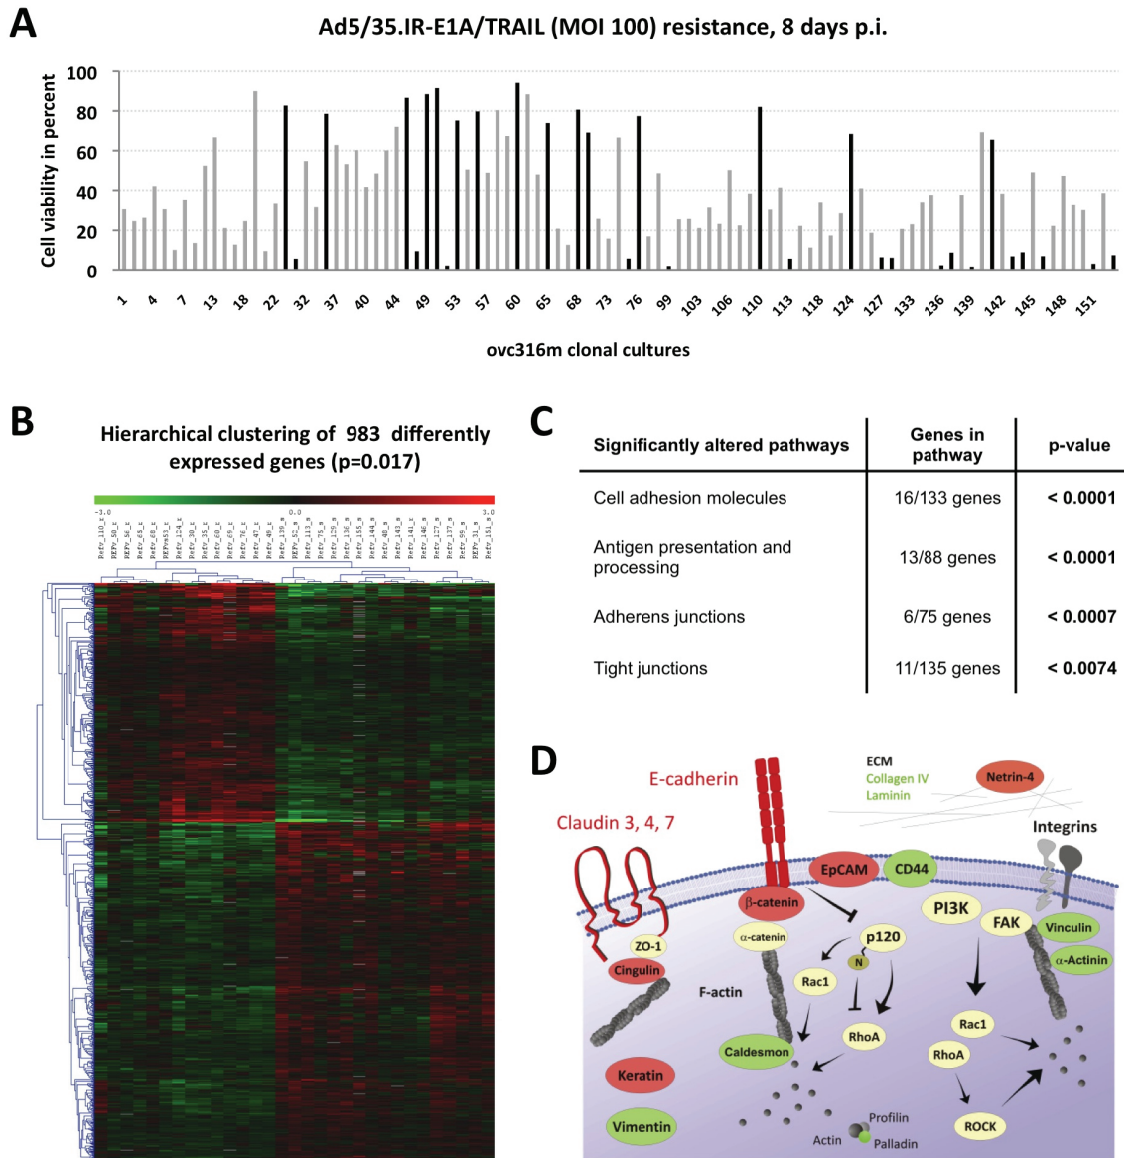 A
Ad5/35.IR-E1A/TRAIL (MOI 100) resistance, 8 days p.i.
Cell viability in percent
100
80
60
40
20
0
1 4 7 13 18 22 32 37 40 44 49 53 57 60 65 68 73 76 99 103 106 110 113 118 124 127 133 236 139 142 145 148 151
ovc316m clonal cultures
B
Hierarchical clustering of 983 differently
expressed genes (p=0.017)
-3.0 0.0 3.0
C
Significantly altered pathways
Genes in
pathway
p-value
Cell adhesion molecules 16/133 genes < 0.0001
Antigen presentation and
processing
13/88 genes < 0.0001
Adherens junctions 6/75 genes < 0.0007
Tight junctions 11/135 genes < 0.0074
D
E-cadherin
ECM
Collagen IV
Laminin
Netrin-4
Claudin 3, 4, 7
Integrins
EpCAM
CD44
β-catenin
PI3K
FAK
Vinculin
α-catenin
p120
ZO-1
N
α-Actinin
Cingulin
Rac1
F-actin
RhoA
Rac1
Caldesmon
RhoA
Keratin
Vimentin
Profilin
Actin
Palladin
ROCK